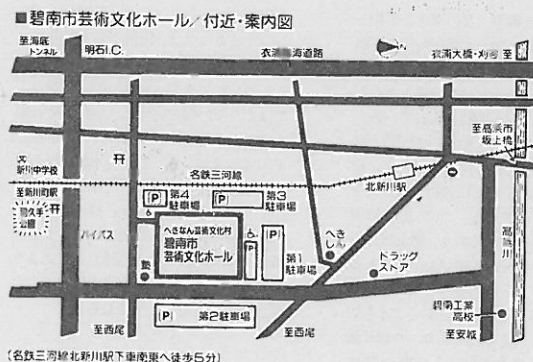 ■碧南市芸術文化ホール/付近・案内図
至海底
トンネル
明石I.C.
衣浦臨海道路
衣浦大橋・刈谷 至
至高浜市
坂上橋
文
新川中学校
至新川町駅
名鉄三河線
北新川駅
P 第4
駐車場
P 第3
駐車場
公園
バイパス
へきなん芸術文化村
碧南市
芸術文化ホール
P
P 第1
駐車場
へき
しん
ドラッグ
ストア
高浜川
塾
P 第2駐車場
碧南工業
高校
至西尾
至西尾
至安城
(名鉄三河線北新川駅下車南東へ徒歩5分)